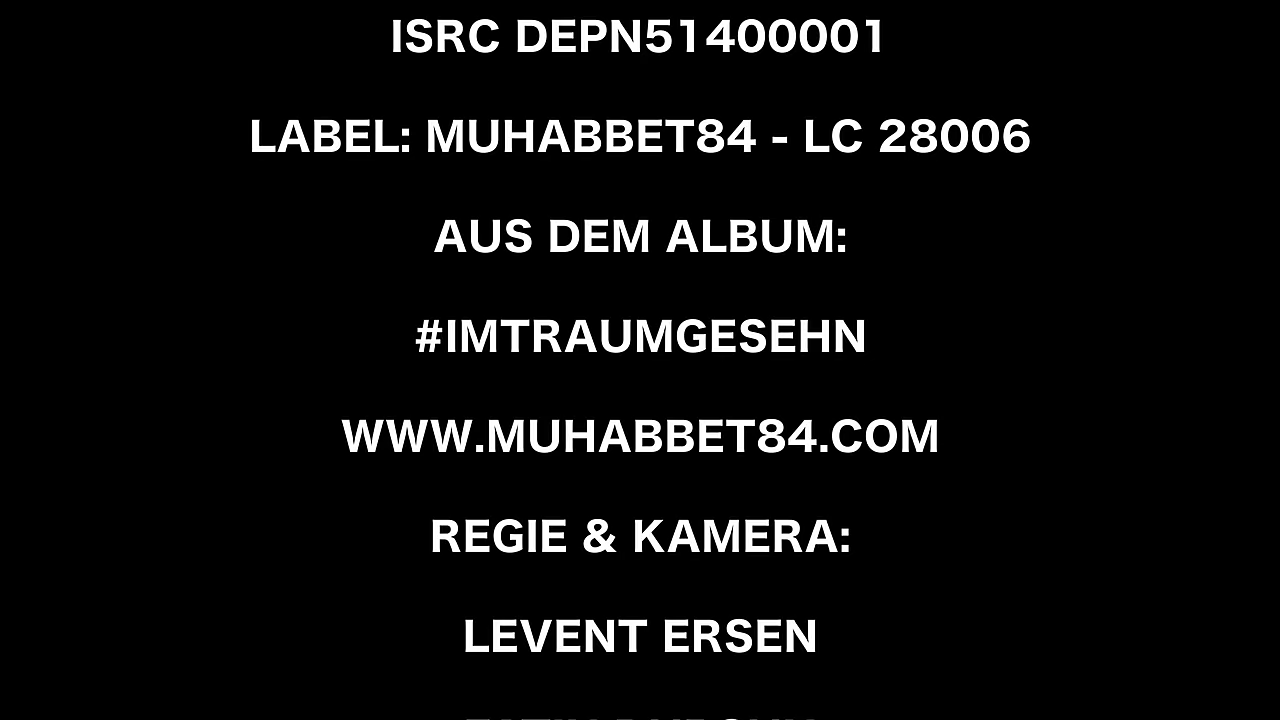 ISRC DEPN51400001
LABEL: MUHABBET84 - LC 28006
AUS DEM ALBUM:
#IMTRAUMGESEHN
WWW.MUHABBET84.COM
REGIE & KAMERA:
LEVENT ERSEN